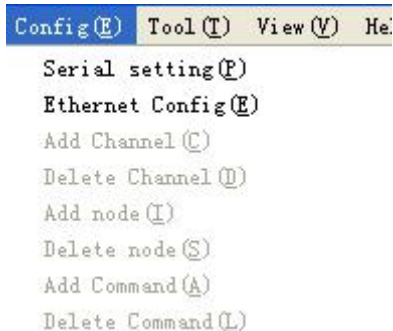 Config(E) Tool(T) View(V) Hel
Serial setting(P)
Ethernet Config(E)
Add Channel(C)
Delete Channel(D)
Add node(I)
Delete node(S)
Add Command(A)
Delete Command(L)